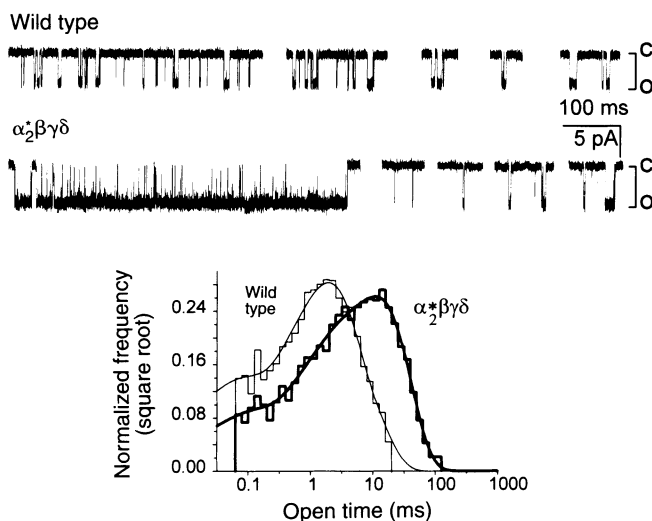 Wild type
C
O
100 ms
5 pA
α₂*βγδ
C
O
Normalized frequency
(square root)
0.24
0.16
0.08
0.00
Wild
type
α₂*βγδ
0.1 1 10 100 1000
Open time (ms)